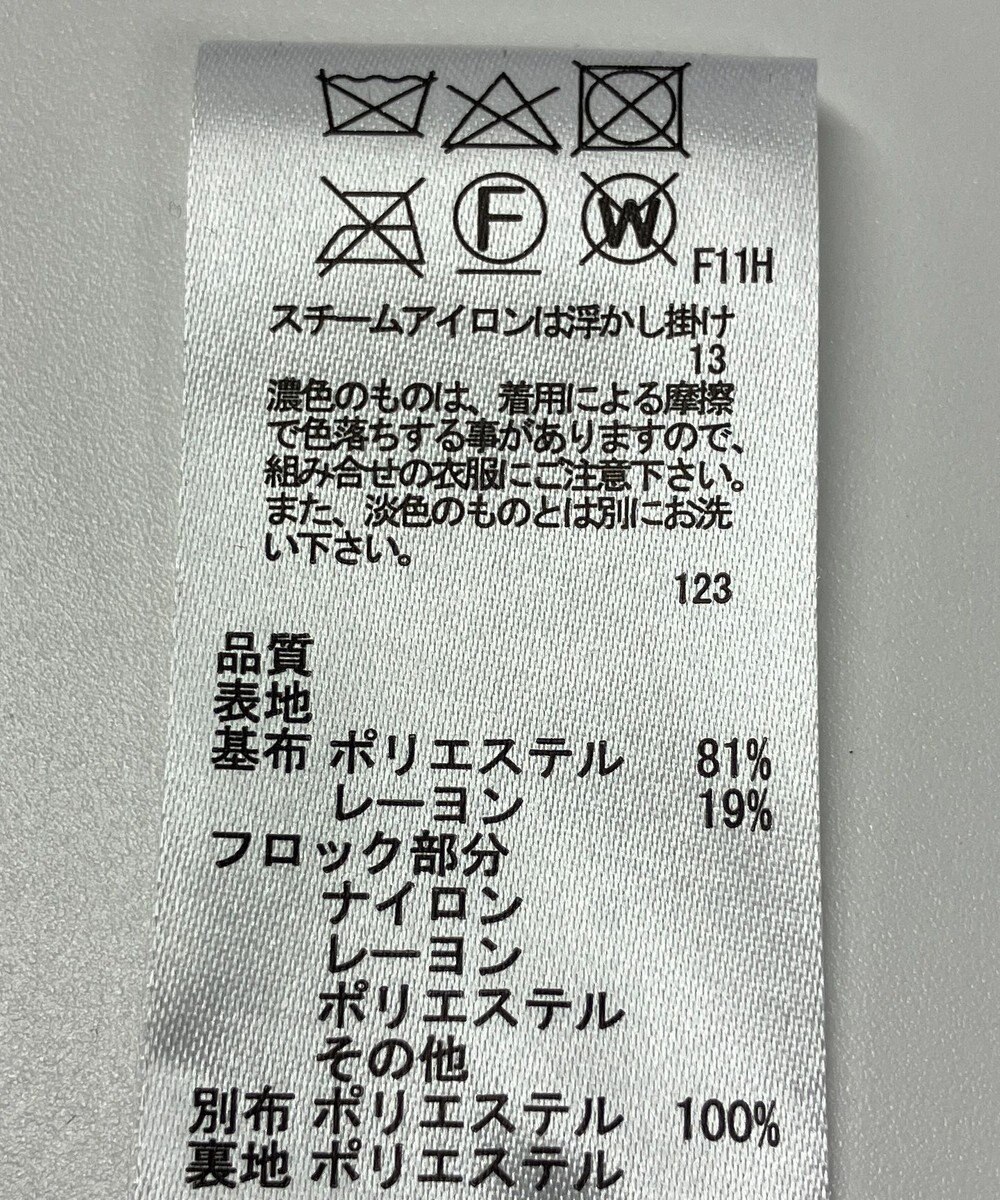 F
W
F11H
スチームアイロンは浮かし掛け
13
濃色のものは、着用による摩擦
で色落ちする事がありますので、
組み合せの衣服にご注意下さい。
また、淡色のものとは別にお洗
い下さい。
123
品質
表地
基布 ポリエステル 81%
レーヨン 19%
フロック部分
ナイロン
レーヨン
ポリエステル
その他
別布 ポリエステル 100%
裏地 ポリエステル